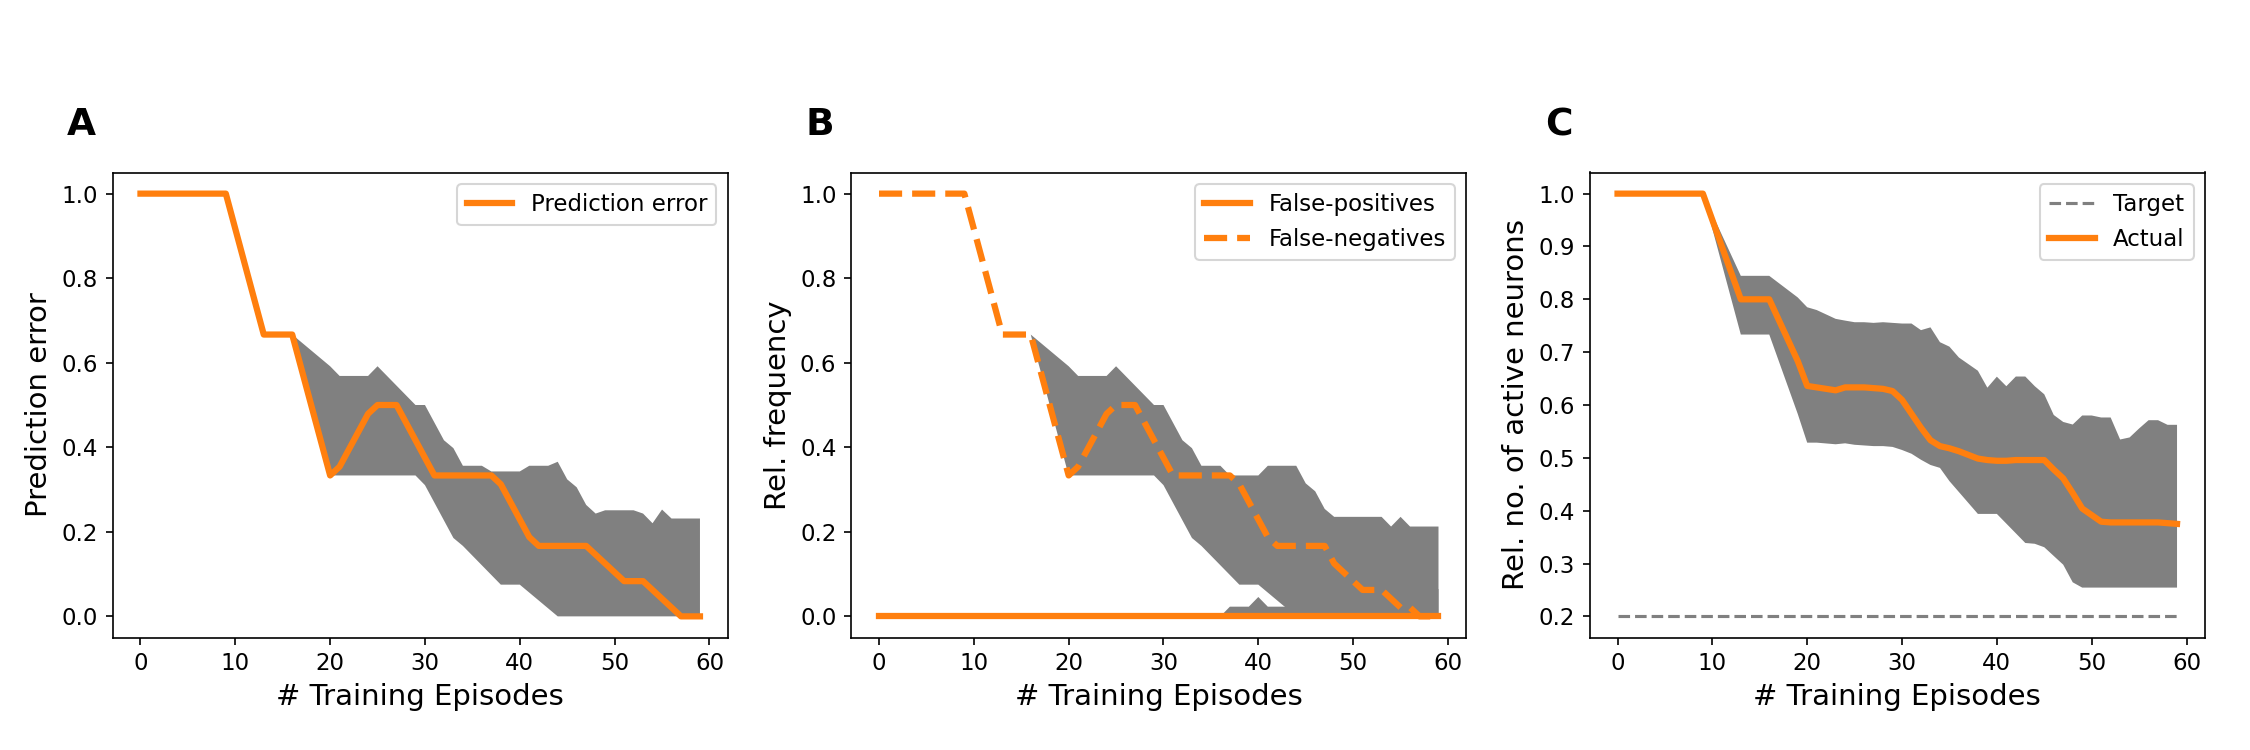 A
Prediction error
1.0
0.8
0.6
0.4
0.2
0.0
0 10 20 30 40 50 60
# Training Episodes
Prediction error
B
False-positives
False-negatives
1.0
0.8
0.6
0.4
0.2
0.0
0 10 20 30 40 50 60
# Training Episodes
Rel. frequency
C
Target
Actual
1.0
0.9
0.8
0.7
0.6
0.5
0.4
0.3
0.2
0 10 20 30 40 50 60
# Training Episodes
Rel. no. of active neurons